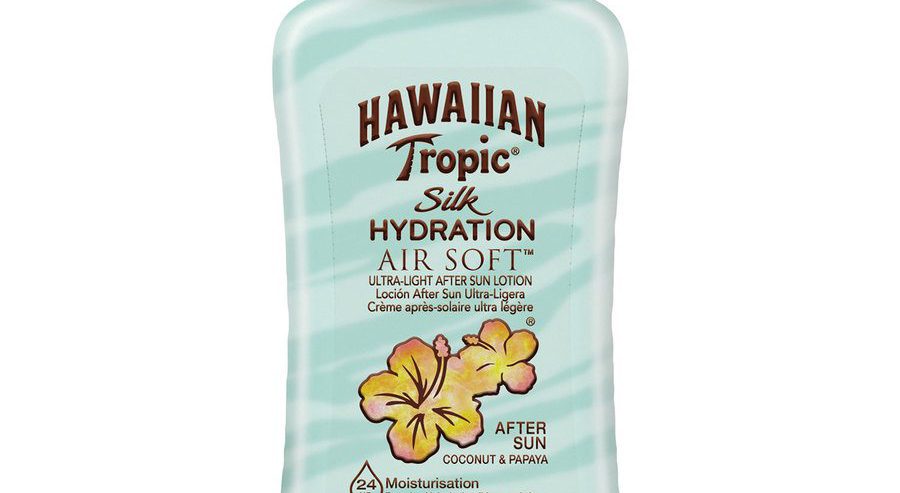 HAWAIIAN
Tropic®
Silk
HYDRATION
AIR SOFT™
ULTRA-LIGHT AFTER SUN LOTION
Loción After Sun Ultra-Ligera
Crème après-solaire ultra légère
®
AFTER
SUN
COCONUT & PAPAYA
24 Moisturisation